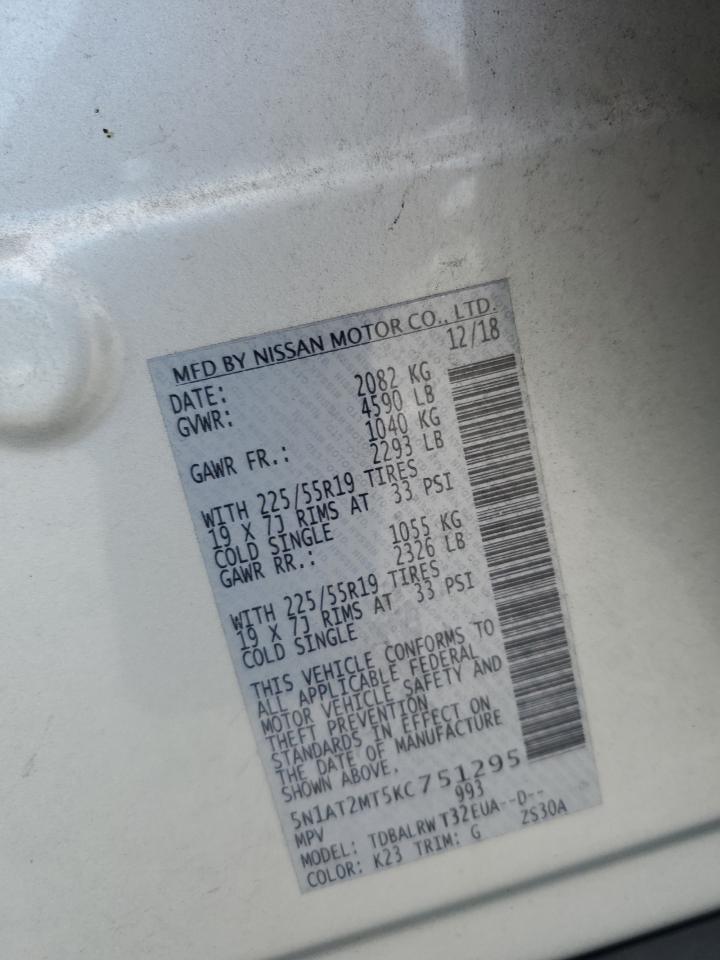 MFD BY NISSAN MOTOR CO., LTD.
DATE: 12/18
GVWR: 2082 KG
4590 LB
GAWR FR.: 1040 KG
2293 LB
WITH 225/55R19 TIRES
19 X 7J RIMS AT 33 PSI
COLD SINGLE
GAWR RR.: 1055 KG
2326 LB
WITH 225/55R19 TIRES
19 X 7J RIMS AT 33 PSI
COLD SINGLE
THIS VEHICLE CONFORMS TO
ALL APPLICABLE FEDERAL
MOTOR VEHICLE SAFETY AND
THEFT PREVENTION
STANDARDS IN EFFECT ON
THE DATE OF MANUFACTURE
SHOWN ABOVE.
5N1AT2MT5KC751295
MPV 993
MODEL: TDBALRWT32EUA--D--
COLOR: K23 TRIM: G ZS30A